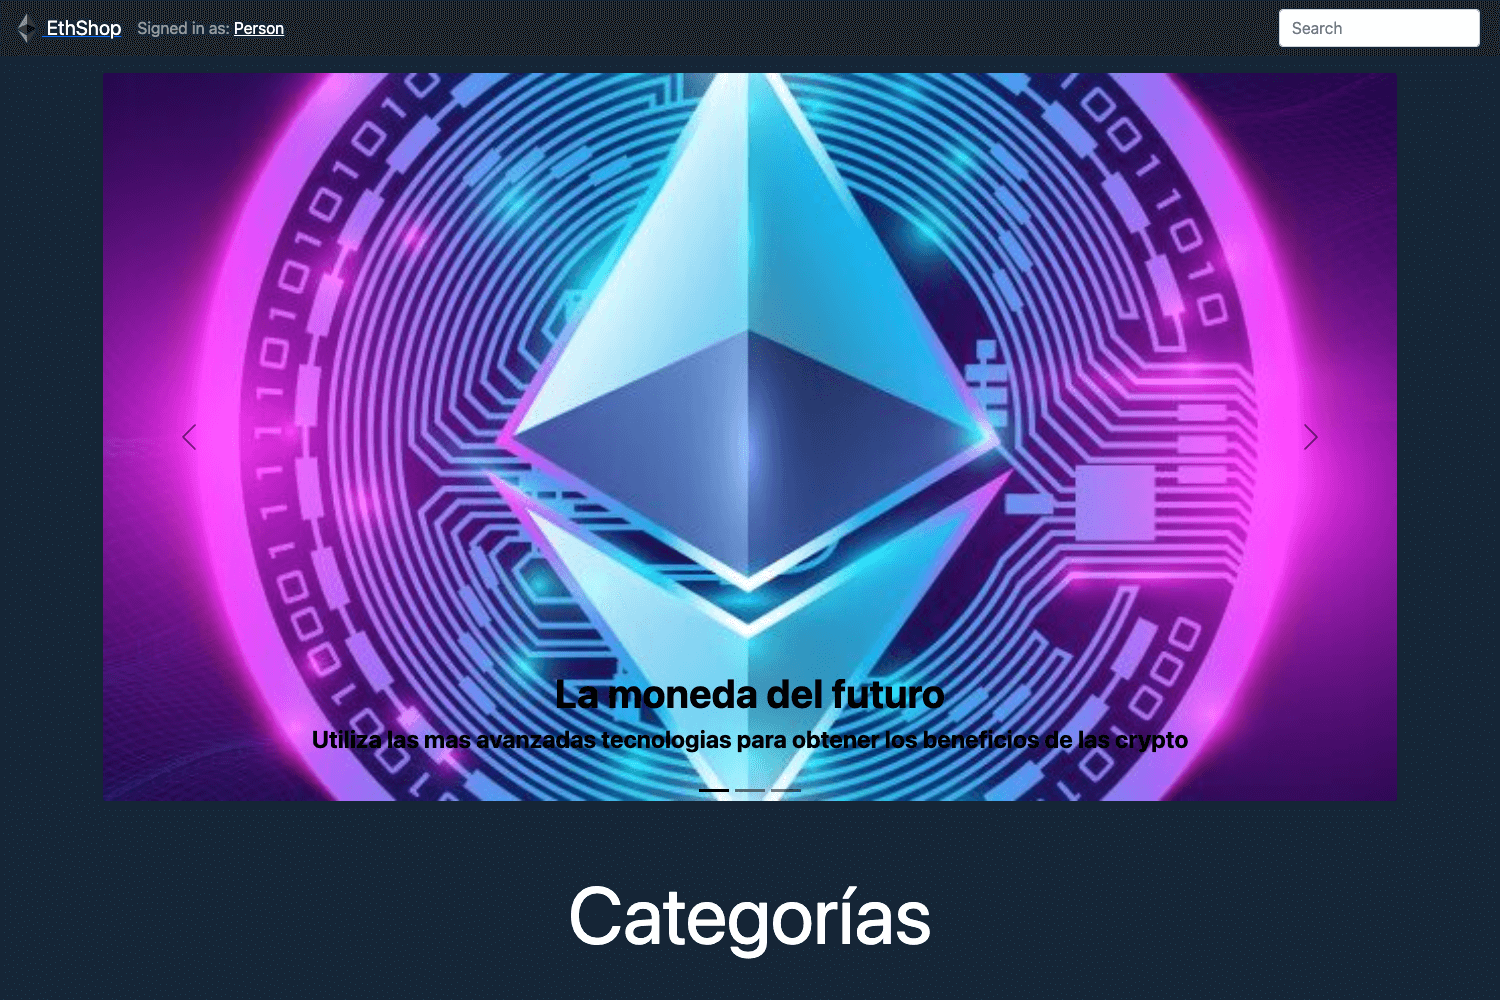 EthShop
Signed in as: Person
Search
La moneda del futuro
Utiliza las mas avanzadas tecnologias para obtener los beneficios de las crypto
Categorías